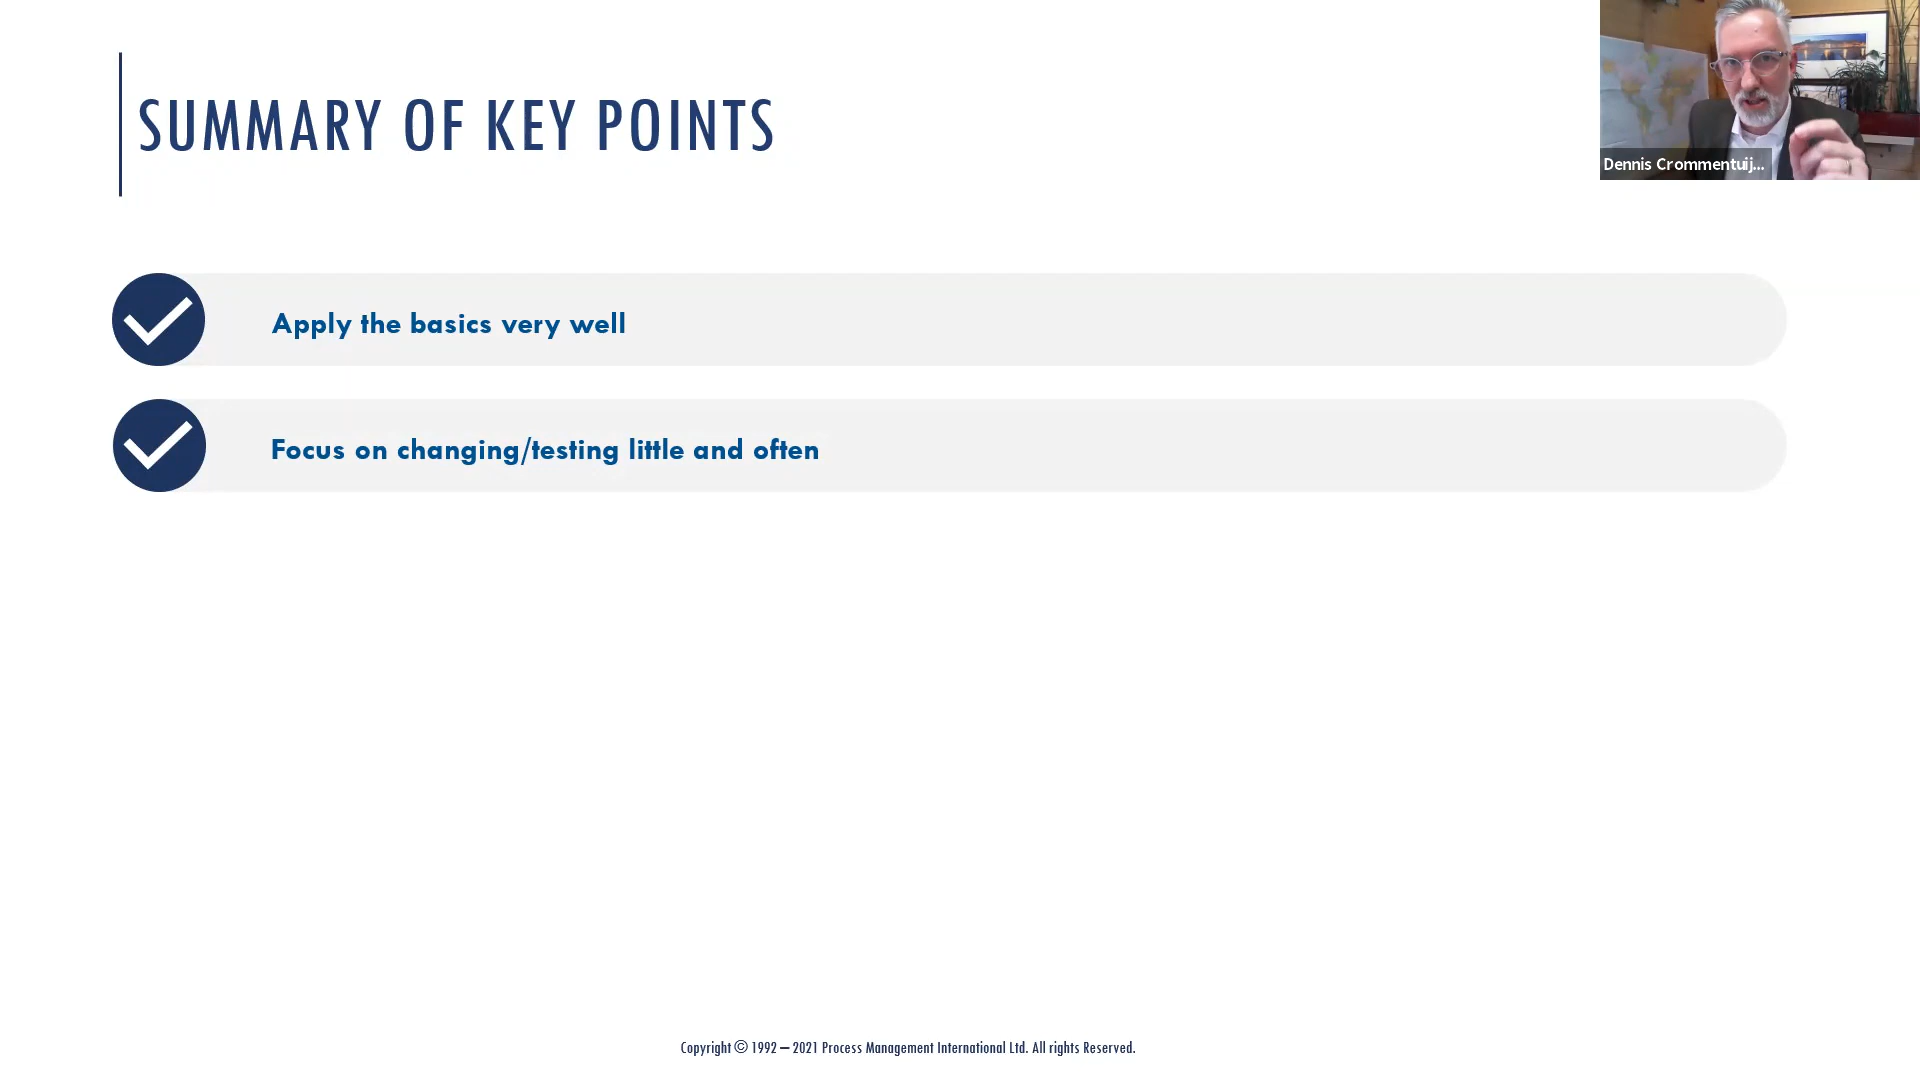 SUMMARY OF KEY POINTS
Dennis Crommentuij...
Apply the basics very well
Focus on changing/testing little and often
Copyright © 1992 – 2021 Process Management International Ltd. All rights Reserved.